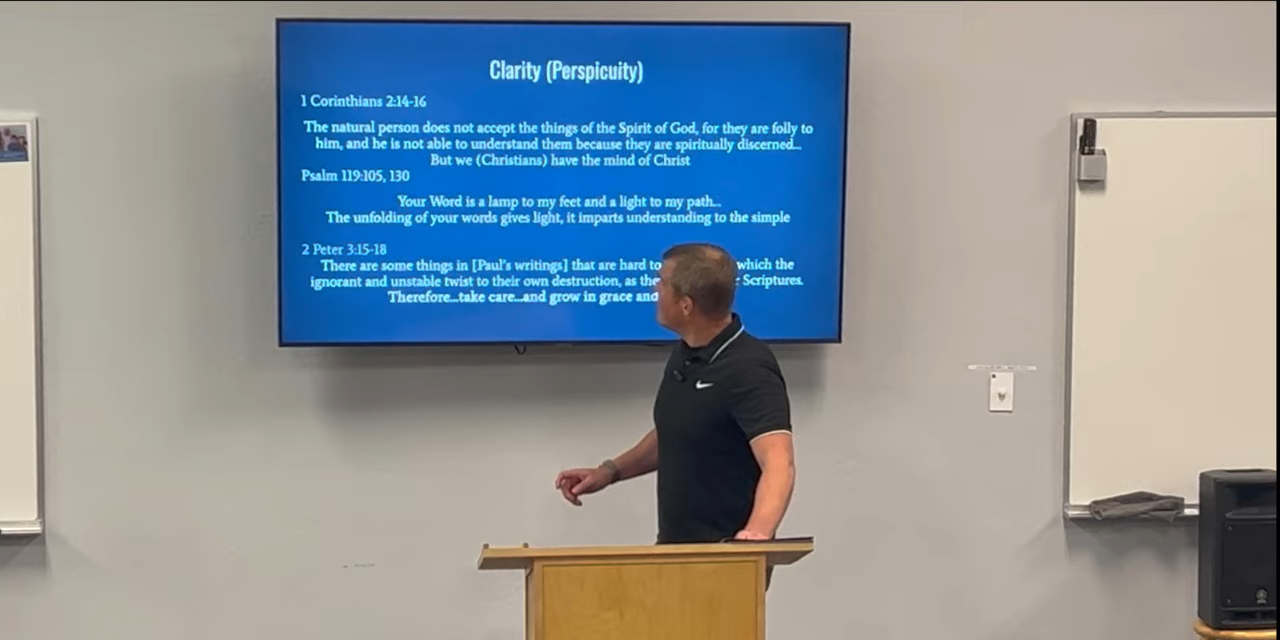 Clarity (Perspicuity)
1 Corinthians 2:14-16
The natural person does not accept the things of the Spirit of God, for they are folly to
him, and he is not able to understand them because they are spiritually discerned...
But we (Christians) have the mind of Christ
Psalm 119:105, 130
Your Word is a lamp to my feet and a light to my path...
The unfolding of your words gives light, it imparts understanding to the simple
2 Peter 3:15-18
There are some things in [Paul's writings] that are hard to which the
ignorant and unstable twist to their own destruction, as Scriptures.
Therefore...take care...and grow in grace and